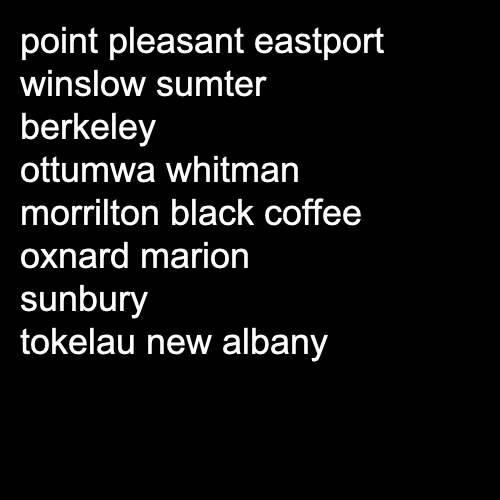 point pleasant eastport
winslow sumter
berkeley
ottumwa whitman
morrilton black coffee
oxnard marion
sunbury
tokelau new albany